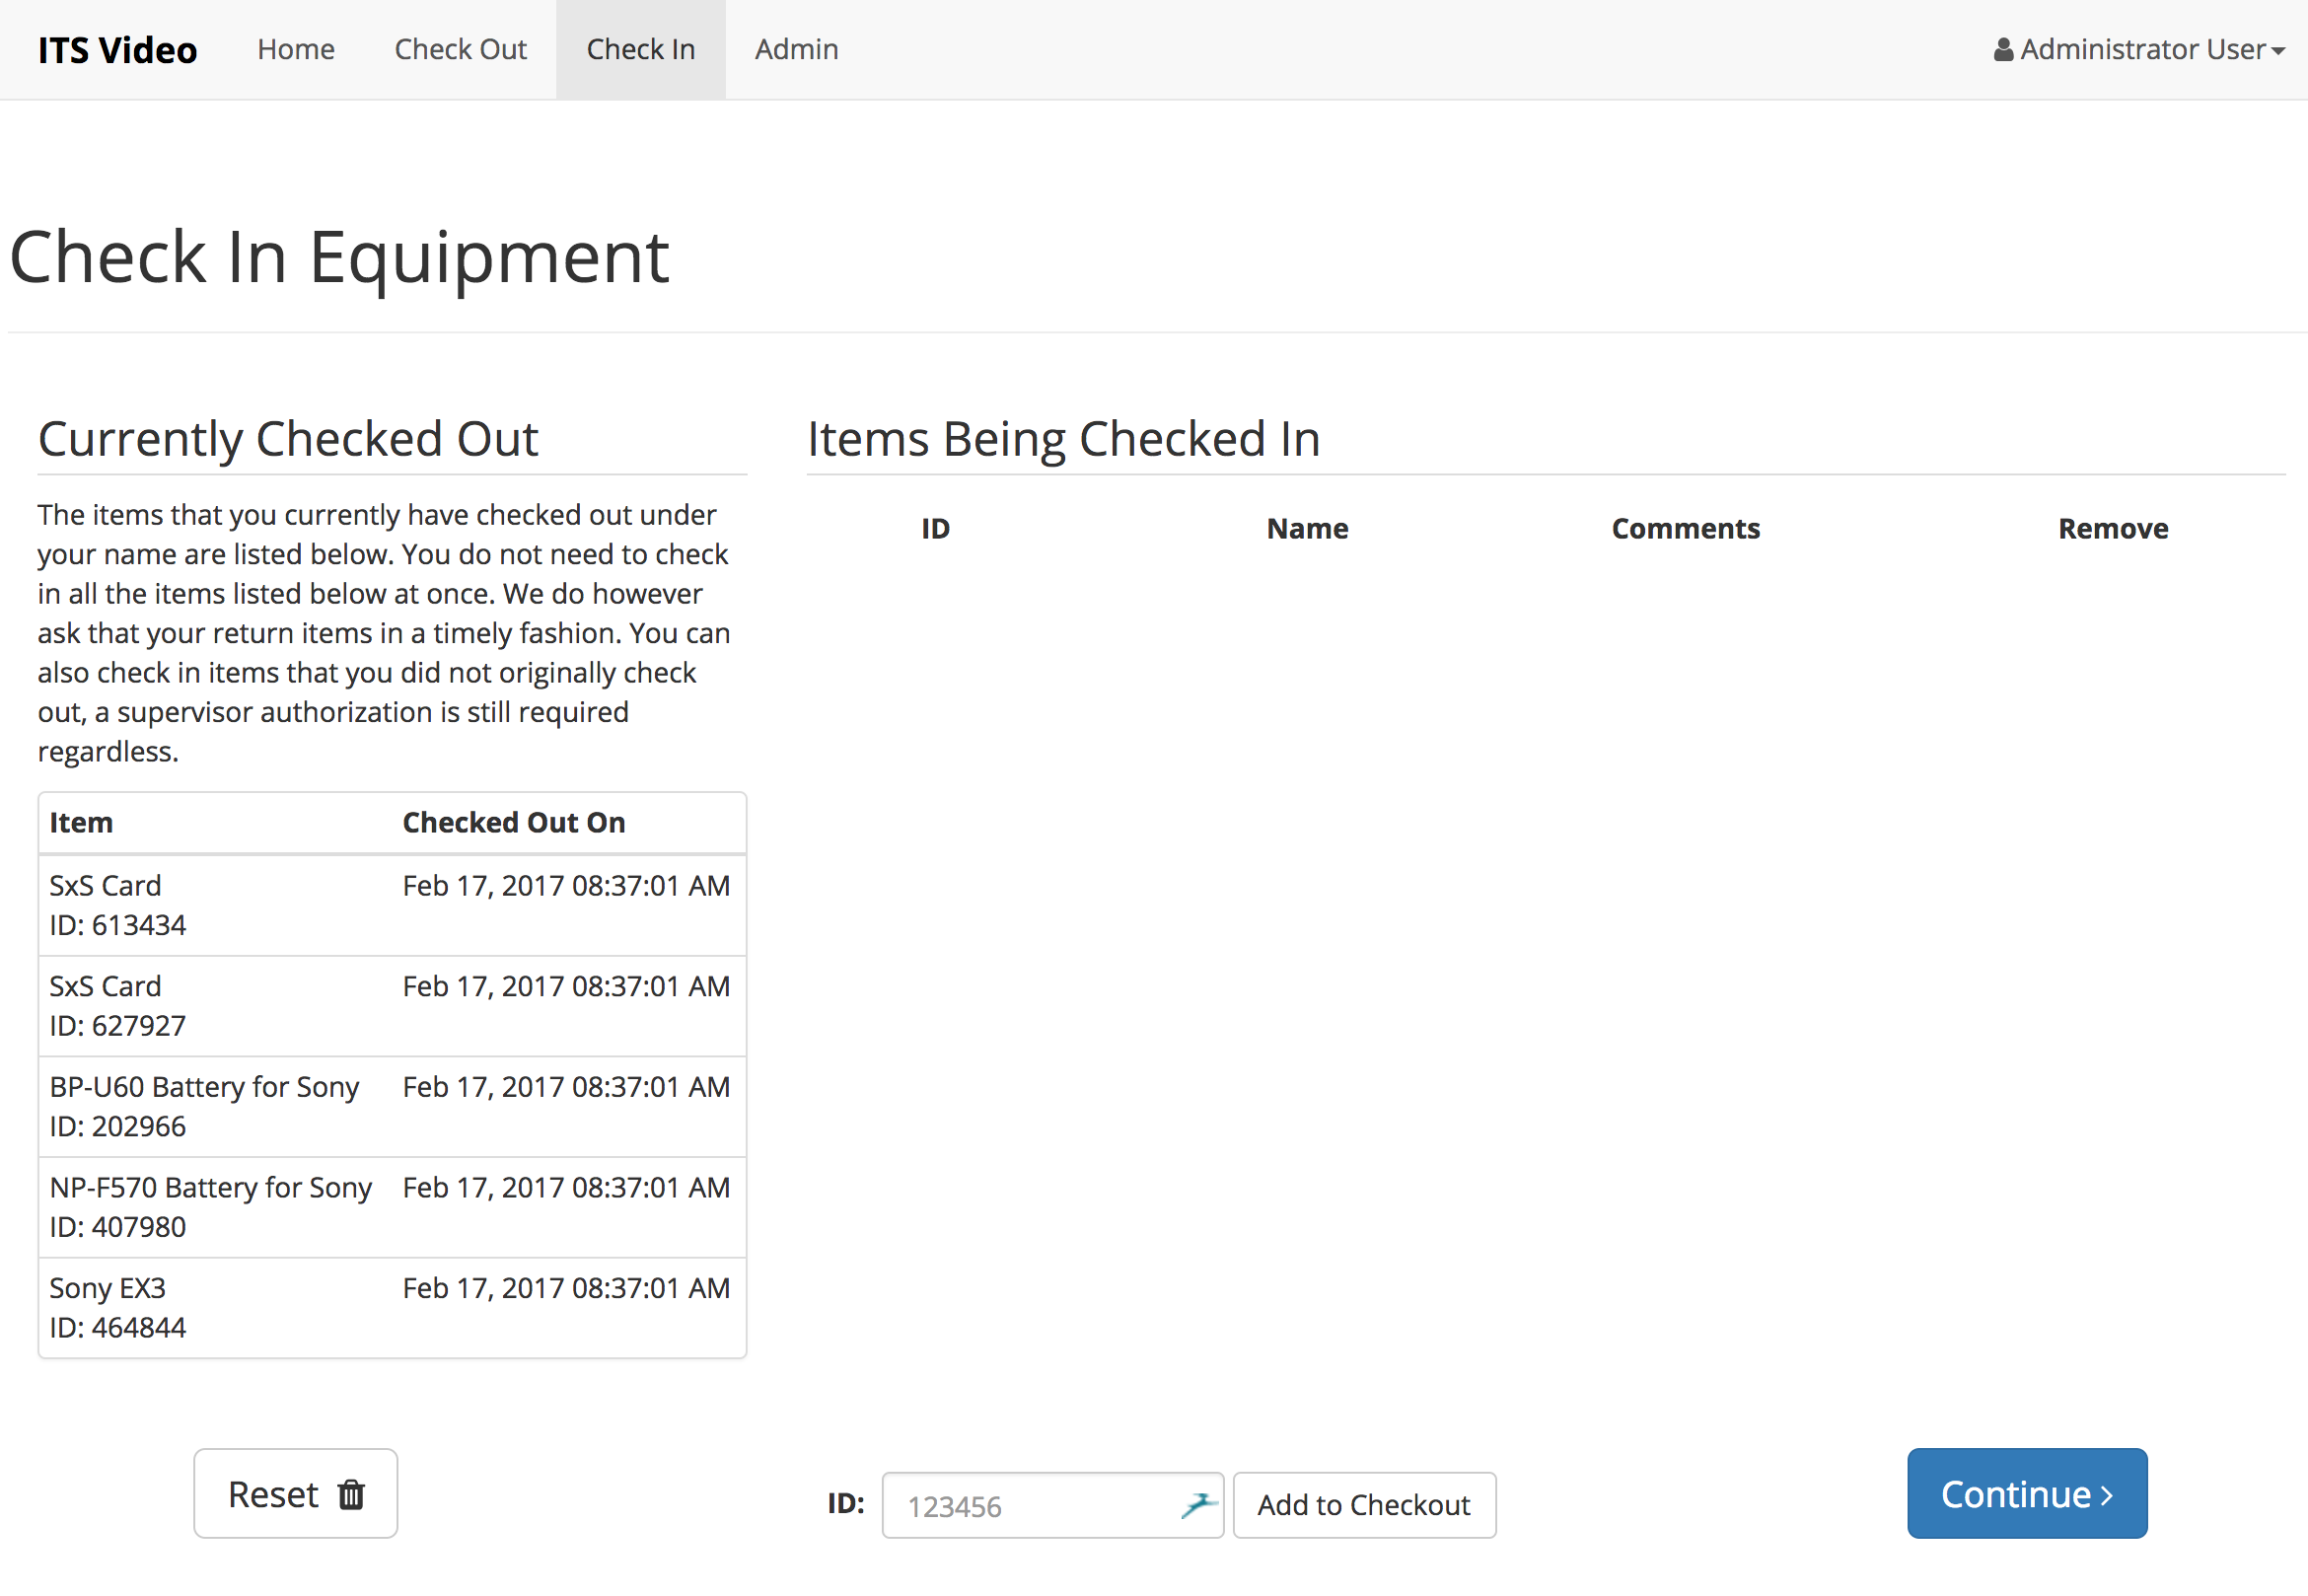 ITS Video Home Check Out Check In Admin Administrator User
Check In Equipment
Currently Checked Out
The items that you currently have checked out under
your name are listed below. You do not need to check
in all the items listed below at once. We do however
ask that your return items in a timely fashion. You can
also check in items that you did not originally check
out, a supervisor authorization is still required
regardless.
Item Checked Out On
SxS Card Feb 17, 2017 08:37:01 AM
ID: 613434
SxS Card Feb 17, 2017 08:37:01 AM
ID: 627927
BP-U60 Battery for Sony Feb 17, 2017 08:37:01 AM
ID: 202966
NP-F570 Battery for Sony Feb 17, 2017 08:37:01 AM
ID: 407980
Sony EX3 Feb 17, 2017 08:37:01 AM
ID: 464844
Items Being Checked In
ID Name Comments Remove
Reset
ID: 123456 Add to Checkout
Continue